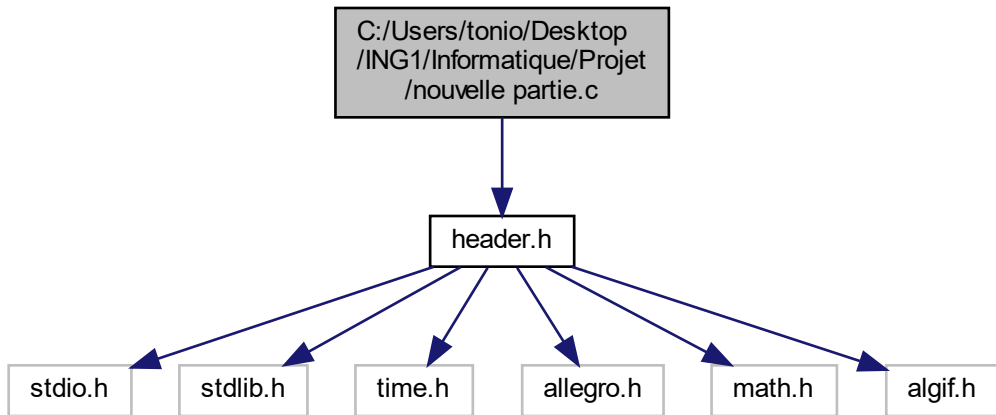 C:/Users/tonio/Desktop
/ING1/Informatique/Projet
/nouvelle partie.c
header.h
stdio.h
stdlib.h
time.h
allegro.h
math.h
algif.h